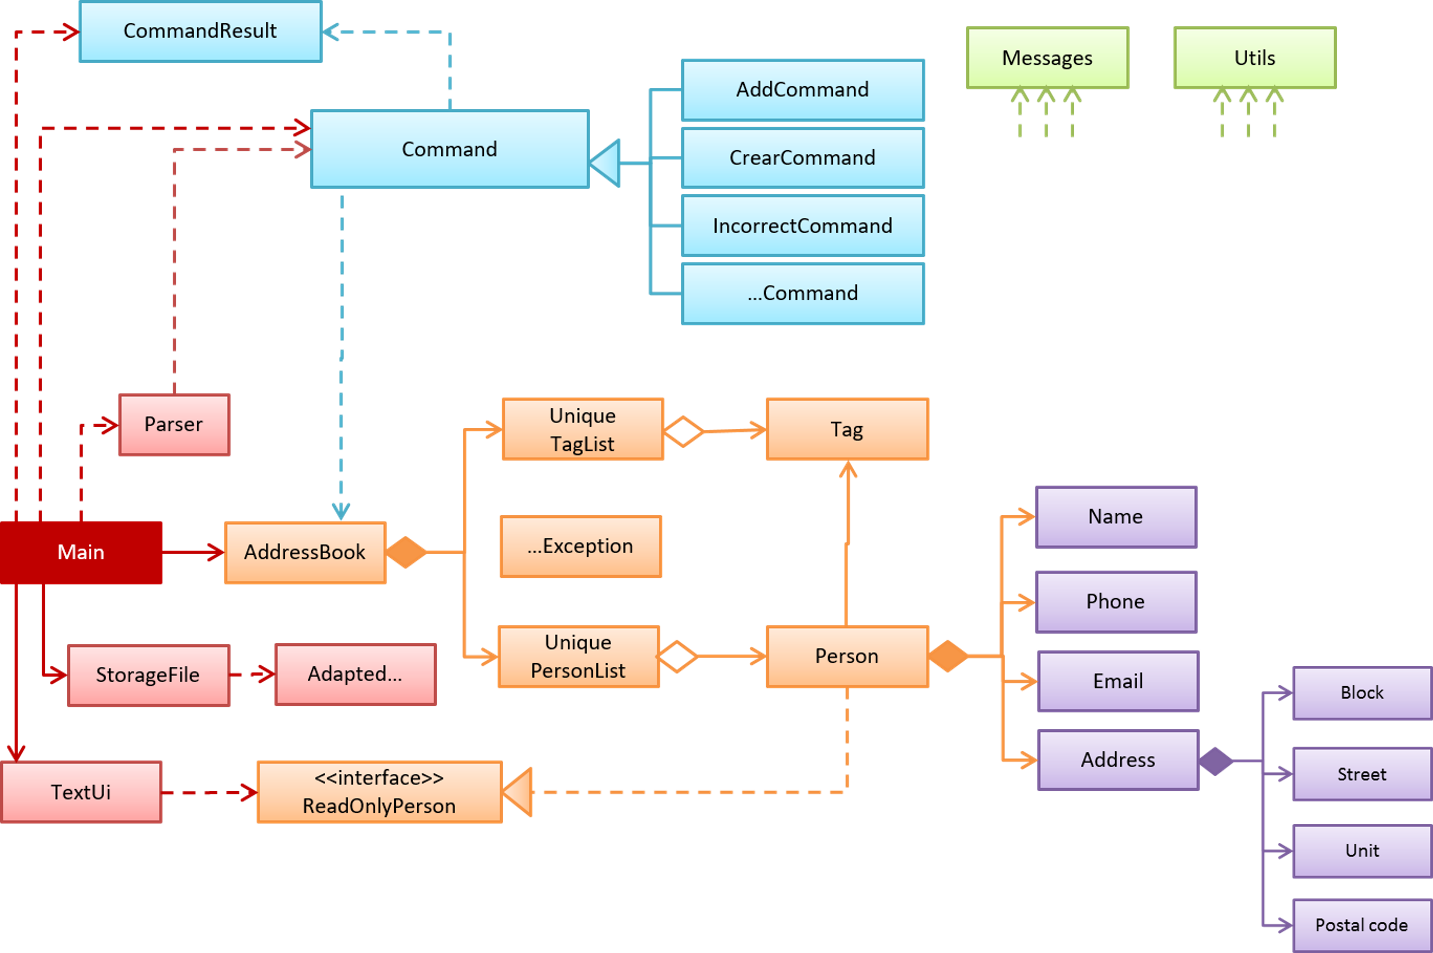 CommandResult
Messages
Utils
AddCommand
Command
CrearCommand
IncorrectCommand
...Command
Parser
Unique
TagList
Tag
Main
AddressBook
...Exception
Name
Phone
Unique
PersonList
Person
StorageFile
Adapted...
Email
Block
Address
Street
TextUi
<<interface>>
ReadOnlyPerson
Unit
Postal code